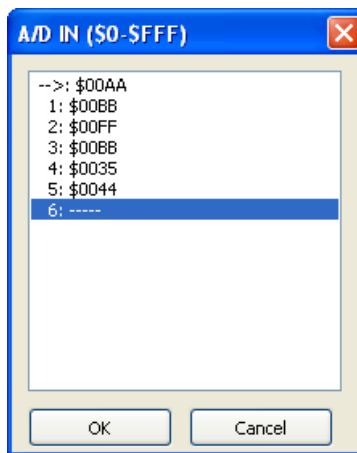 A/D IN ($0-$FFF)
-->: $00AA
1: $00BB
2: $00FF
3: $00BB
4: $0035
5: $0044
6: -----
OK
Cancel